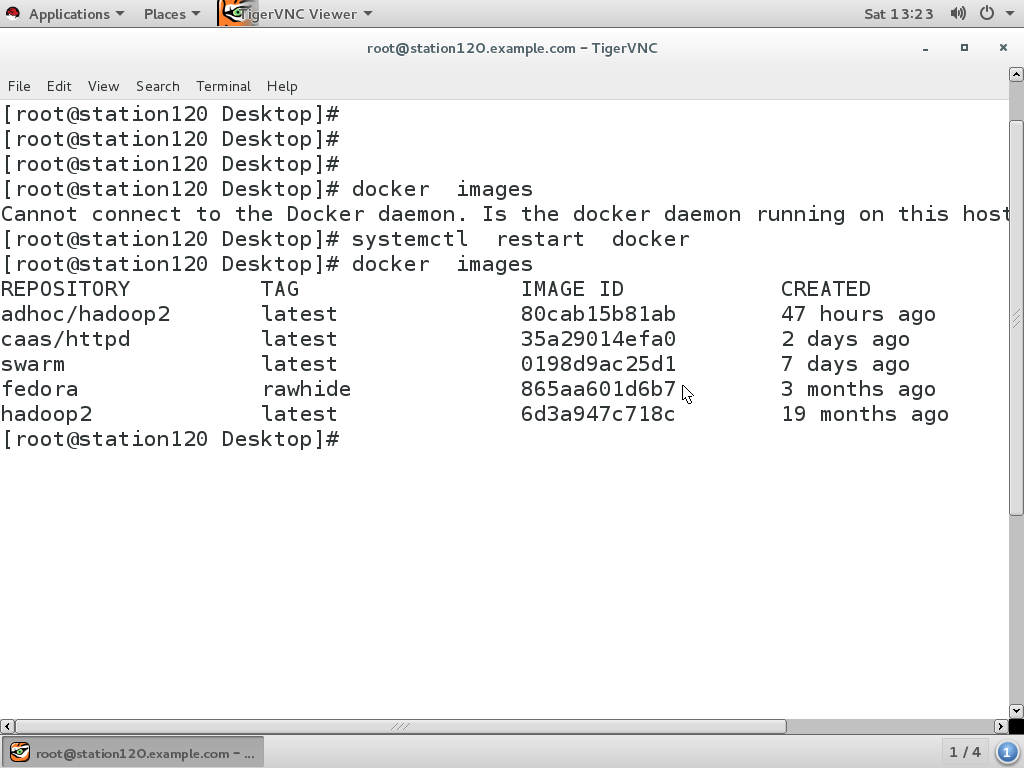 Applications Places TigerVNC Viewer Sat 13:23
root@station120.example.com - TigerVNC
File Edit View Search Terminal Help
[root@station120 Desktop]#
[root@station120 Desktop]#
[root@station120 Desktop]#
[root@station120 Desktop]# docker  images
Cannot connect to the Docker daemon. Is the docker daemon running on this host
[root@station120 Desktop]# systemctl  restart  docker
[root@station120 Desktop]# docker  images
REPOSITORY TAG IMAGE ID CREATED
adhoc/hadoop2 latest 80cab15b81ab 47 hours ago
caas/httpd latest 35a29014efa0 2 days ago
swarm latest 0198d9ac25d1 7 days ago
fedora rawhide 865aa601d6b7 3 months ago
hadoop2 latest 6d3a947c718c 19 months ago
[root@station120 Desktop]#
root@station120.example.com - ... 1 / 4 1